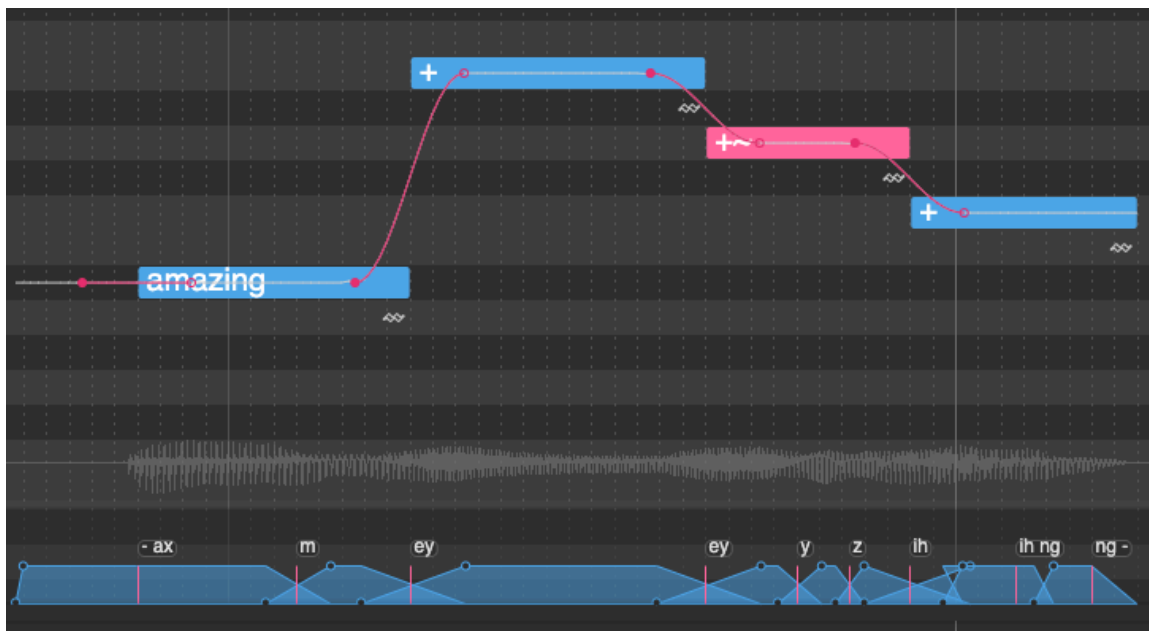 +
+~
+
amazing
- ax m ey ey y z ih ih ng ng -